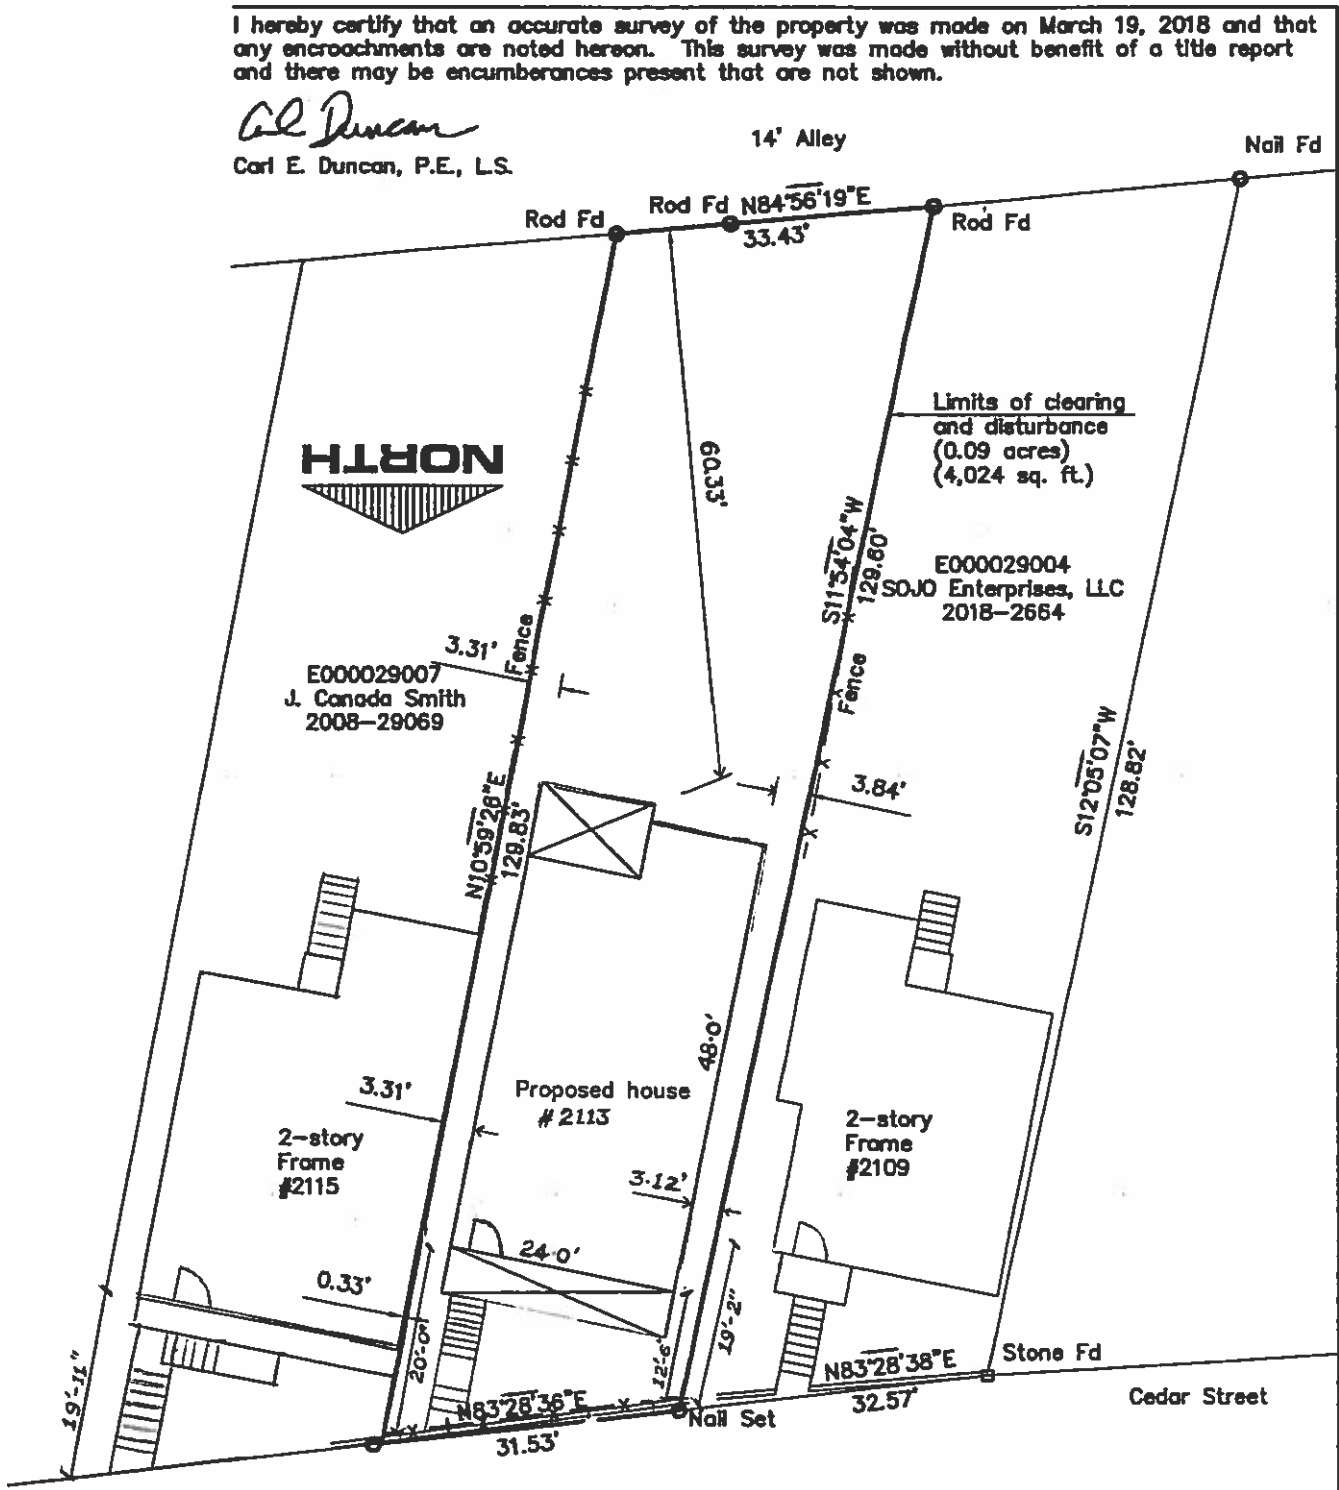 I hereby certify that an accurate survey of the property was made on March 19, 2018 and that
any encroachments are noted hereon. This survey was made without benefit of a title report
and there may be encumberances present that are not shown.
Carl Duncan
Carl E. Duncan, P.E., L.S.
14' Alley
Nail Fd
Rod Fd
Rod Fd
N84°56'19"E
33.43'
Rod Fd
NORTH
60.33'
Limits of clearing
and disturbance
(0.09 acres)
(4,024 sq. ft.)
S11°54'04"W
129.60'
E000029004
SOJO Enterprises, LLC
2018-2664
Fence
3.31'
E000029007
J. Canada Smith
2008-29069
Fence
S12°05'07"W
128.82'
3.84'
N10°59'28"E
129.83'
48.0'
3.31'
Proposed house
#2113
2-story
Frame
#2115
2-story
Frame
#2109
3.12'
24.0'
0.33'
20'-0"
12'-6"
19'-2"
19'-11"
N83°28'38"E
32.57'
Stone Fd
Cedar Street
N83°28'36"E
31.53'
Nail Set